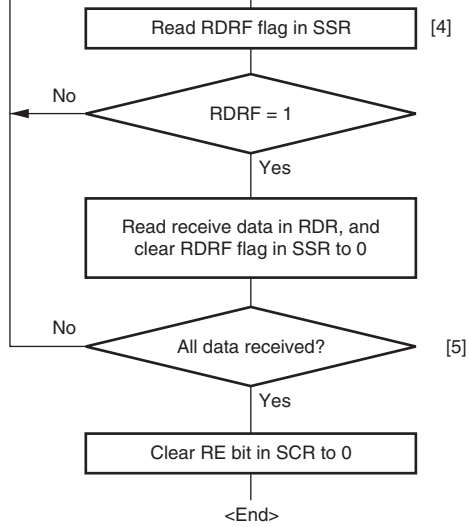 Read RDRF flag in SSR
[4]
No
RDRF = 1
Yes
Read receive data in RDR, and
clear RDRF flag in SSR to 0
No
All data received?
[5]
Yes
Clear RE bit in SCR to 0
<End>